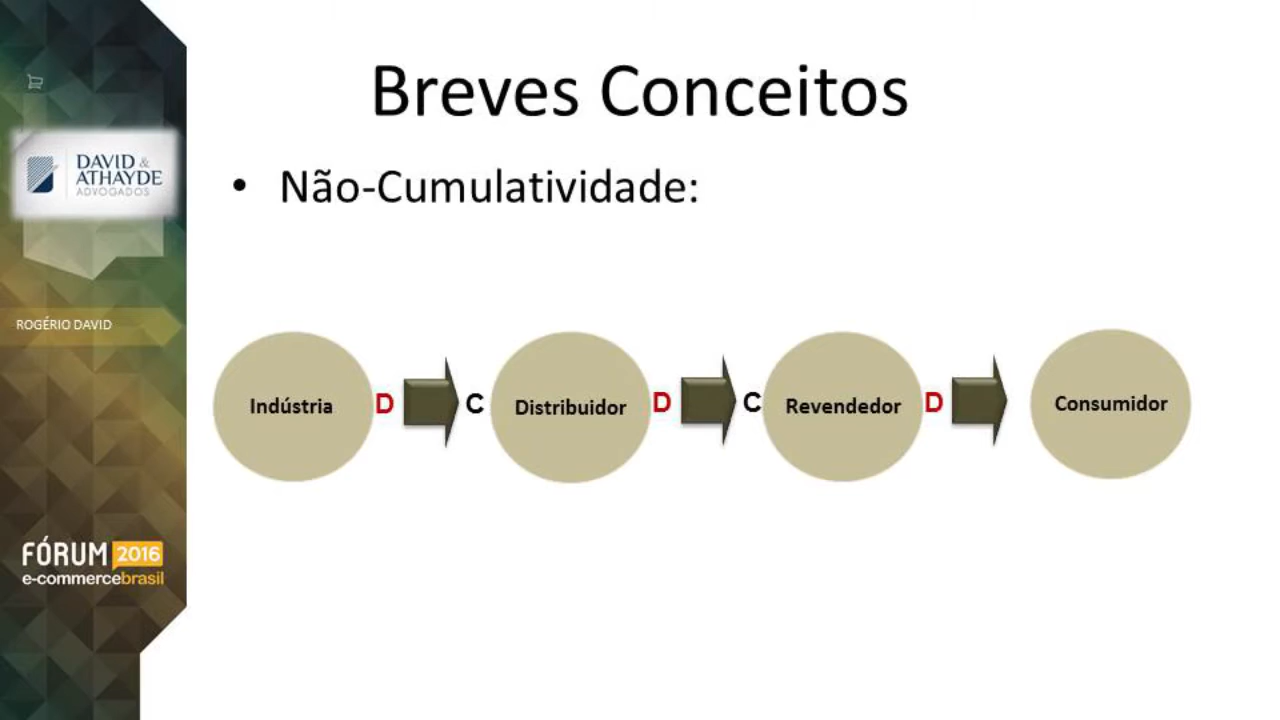 Breves Conceitos
DAVID &
ATHAYDE
ADVOGADOS
• Não-Cumulatividade:
ROGÉRIO DAVID
Indústria D C Distribuidor D C Revendedor D Consumidor
FÓRUM 2016
e-commercebrasil